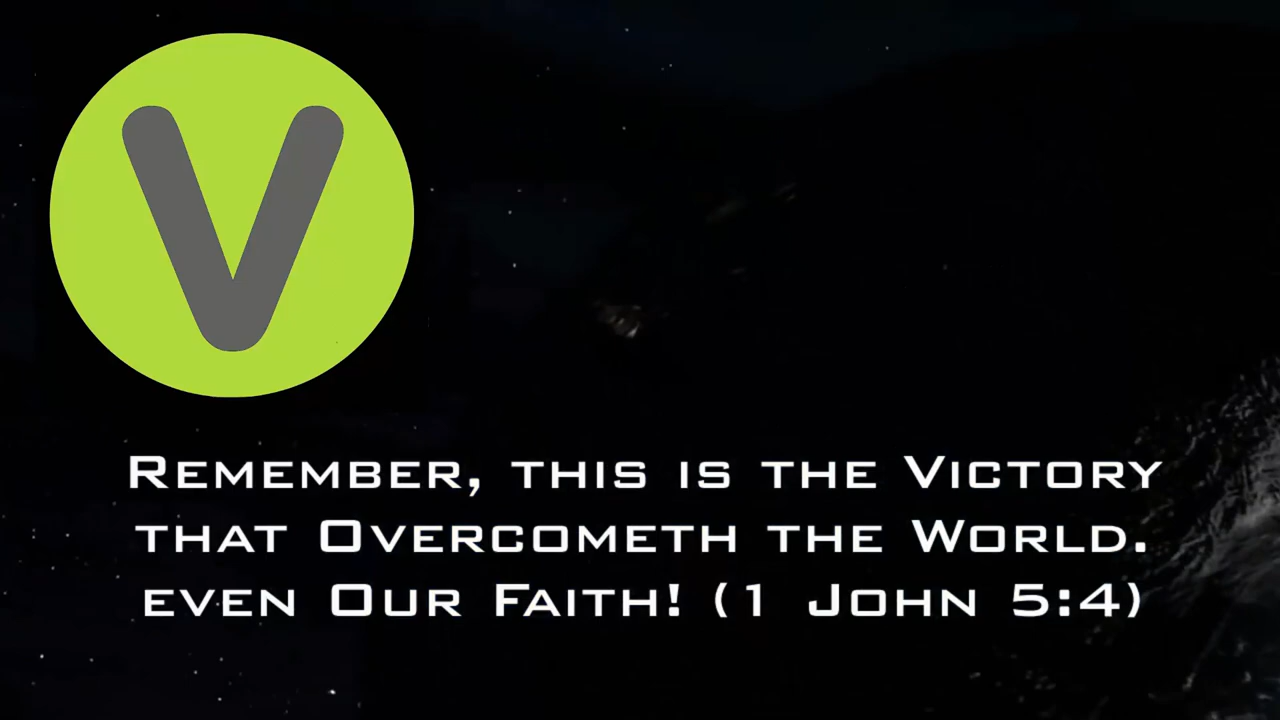 V
Remember, this is the Victory
that Overcometh the World.
even Our Faith! (1 John 5:4)